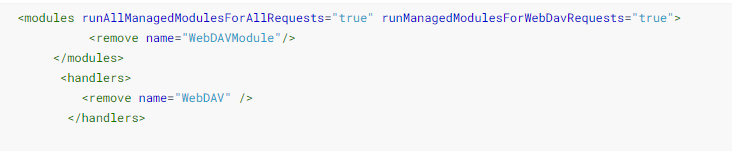 <modules runAllManagedModulesForAllRequests="true" runManagedModulesForWebDavRequests="true">
<remove name="WebDAVModule"/>
</modules>
<handlers>
<remove name="WebDAV" />
</handlers>